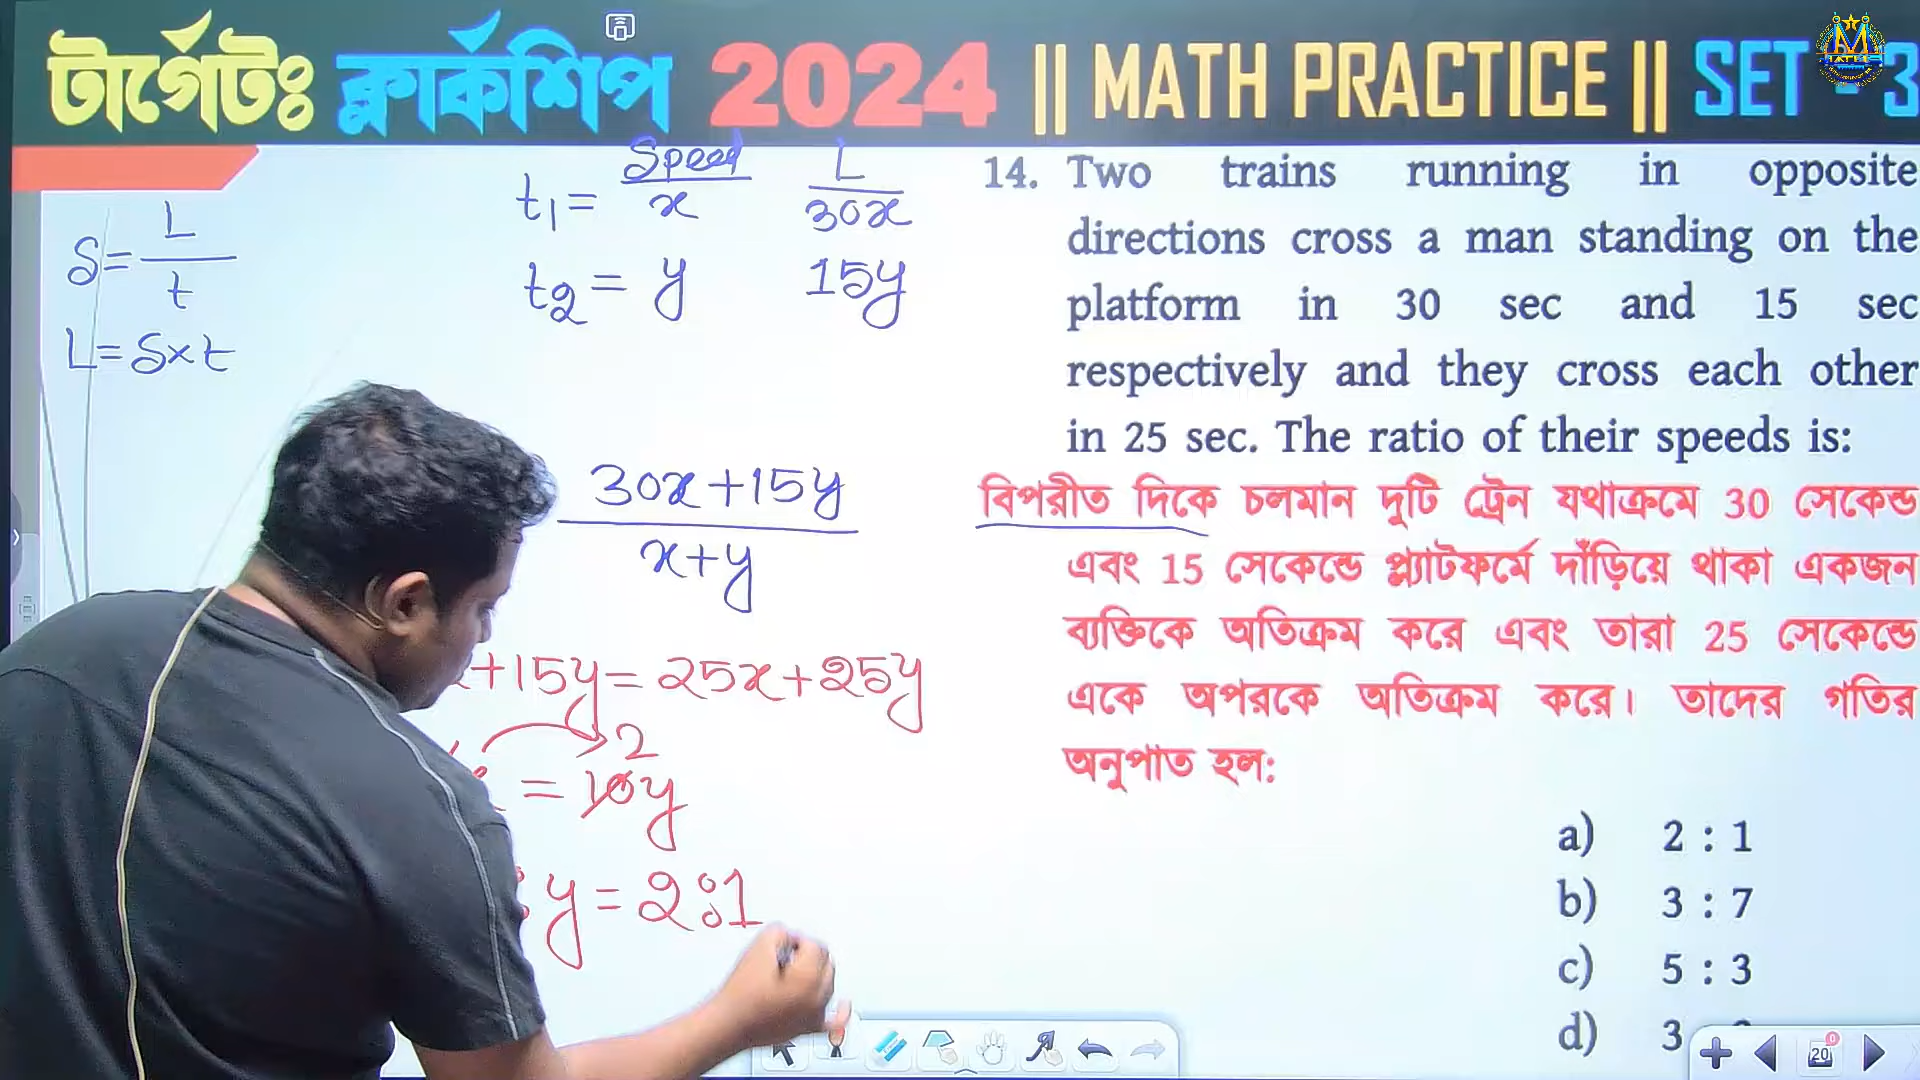 টার্গেটঃ ক্লার্কশিপ 2024 || MATH PRACTICE || SET - 3
S = L / t
L = S × t
Speed L
t1 = x 30x
t2 = y 15y
30x + 15y
x + y
+ 15y = 25x + 25y
2
= 10y
: y = 2 : 1
14. Two trains running in opposite
directions cross a man standing on the
platform in 30 sec and 15 sec
respectively and they cross each other
in 25 sec. The ratio of their speeds is:
বিপরীত দিকে চলমান দুটি ট্রেন যথাক্রমে 30 সেকেন্ড
এবং 15 সেকেন্ডে প্ল্যাটফর্মে দাঁড়িয়ে থাকা একজন
ব্যক্তিকে অতিক্রম করে এবং তারা 25 সেকেন্ডে
একে অপরকে অতিক্রম করে। তাদের গতির
অনুপাত হল:
a) 2 : 1
b) 3 : 7
c) 5 : 3
d) 3
20
0